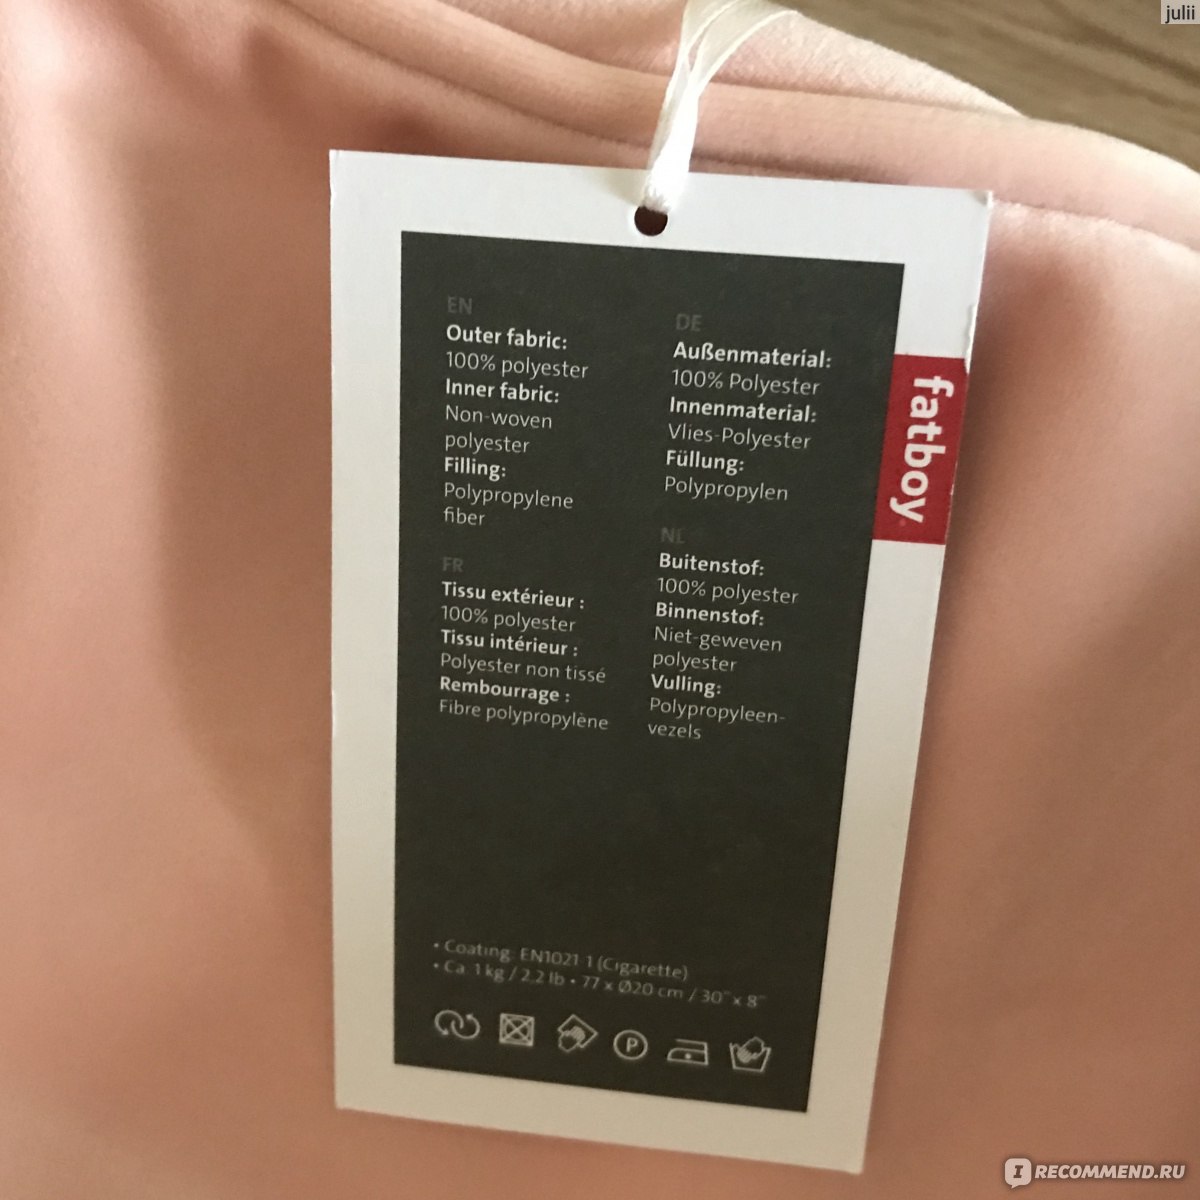 julii
EN
Outer fabric:
100% polyester
Inner fabric:
Non-woven
polyester
Filling:
Polypropylene
fiber
FR
Tissu extérieur :
100% polyester
Tissu intérieur :
Polyester non tissé
Rembourrage :
Fibre polypropylène
DE
Außenmaterial:
100% Polyester
Innenmaterial:
Vlies-Polyester
Füllung:
Polypropylen
NL
Buitenstof:
100% polyester
Binnenstof:
Niet-geweven
polyester
Vulling:
Polypropyleen-
vezels
fatboy
• Coating: EN1021 1 (Cigarette)
• Ca. 1 kg / 2.2 lb • 77 x Ø20 cm / 30˝ x 8˝
P
IRECOMMEND.RU